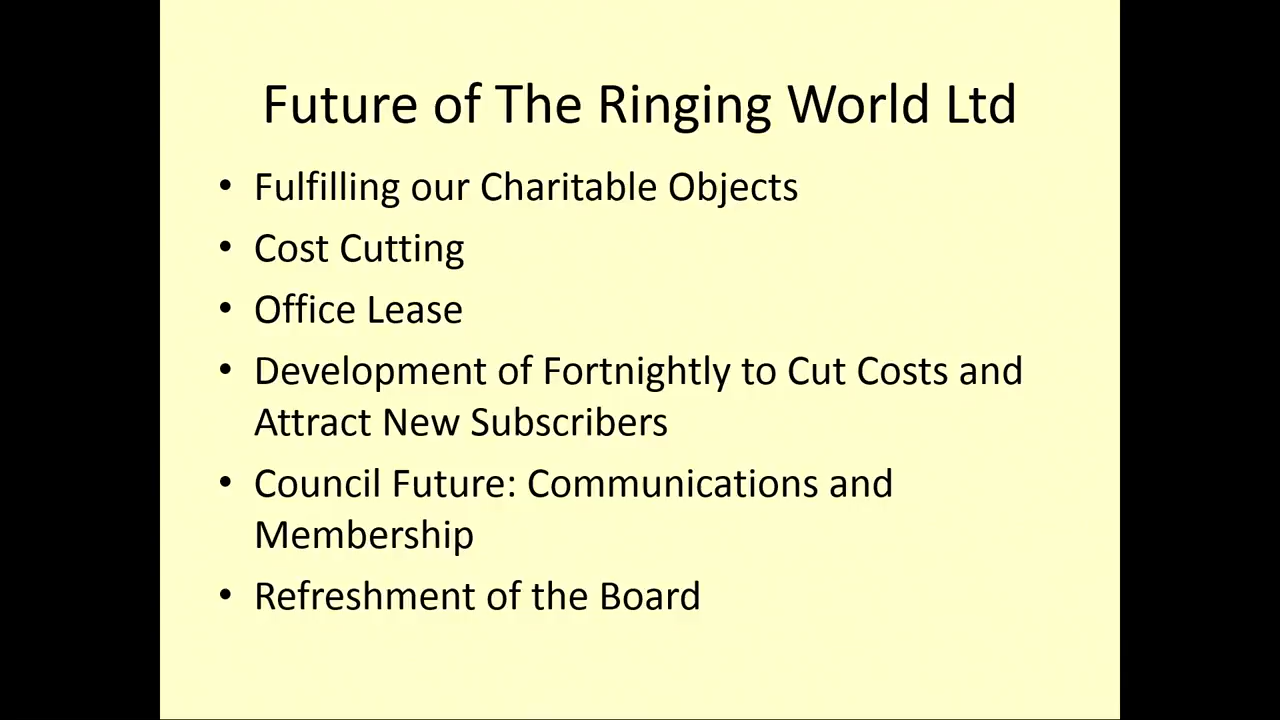 Future of The Ringing World Ltd
• Fulfilling our Charitable Objects
• Cost Cutting
• Office Lease
• Development of Fortnightly to Cut Costs and
Attract New Subscribers
• Council Future: Communications and
Membership
• Refreshment of the Board